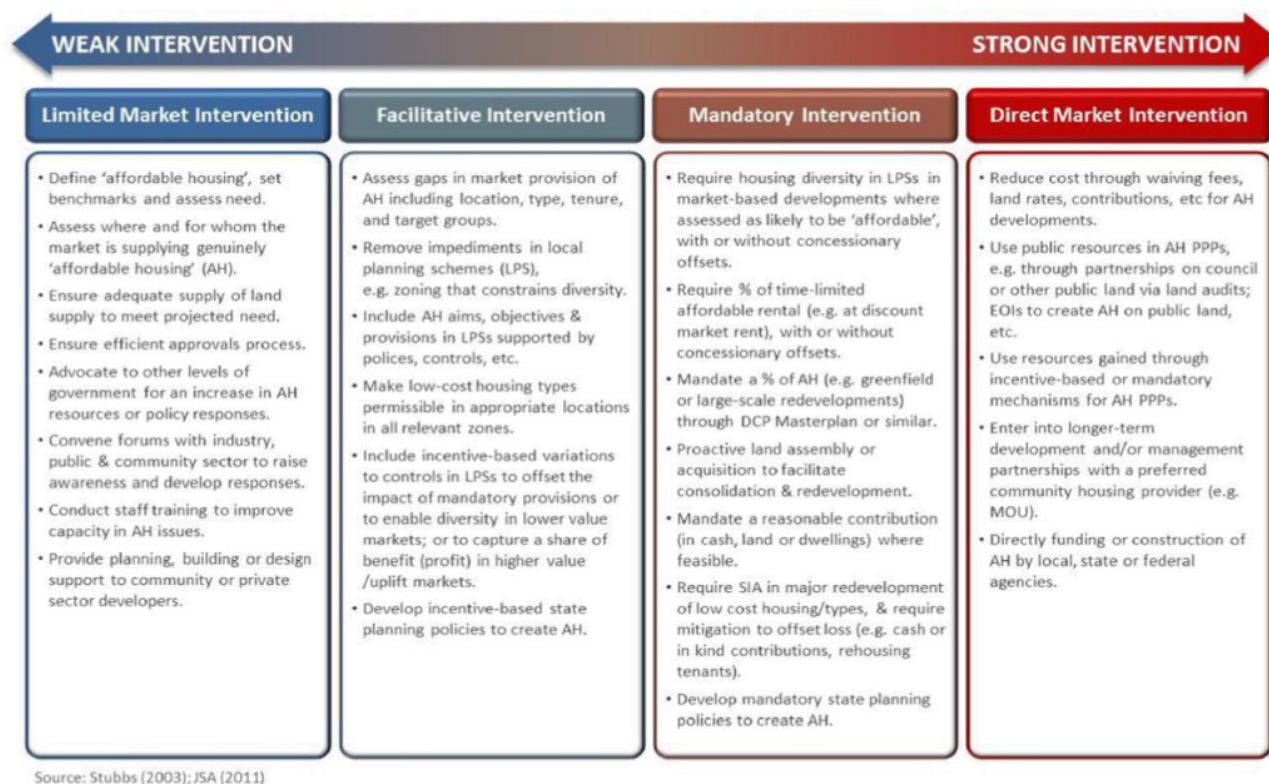 WEAK INTERVENTION
STRONG INTERVENTION
Limited Market Intervention
• Define ‘affordable housing’, set
benchmarks and assess need.
• Assess where and for whom the
market is supplying genuinely
‘affordable housing’ (AH).
• Ensure adequate supply of land
supply to meet projected need.
• Ensure efficient approvals process.
• Advocate to other levels of
government for an increase in AH
resources or policy responses.
• Convene forums with industry,
public & community sector to raise
awareness and develop responses.
• Conduct staff training to improve
capacity in AH issues.
• Provide planning, building or design
support to community or private
sector developers.
Facilitative Intervention
• Assess gaps in market provision of
AH including location, type, tenure,
and target groups.
• Remove impediments in local
planning schemes (LPS),
e.g. zoning that constrains diversity.
• Include AH aims, objectives &
provisions in LPSs supported by
polices, controls, etc.
• Make low-cost housing types
permissible in appropriate locations
in all relevant zones.
• Include incentive-based variations
to controls in LPSs to offset the
impact of mandatory provisions or
to enable diversity in lower value
markets; or to capture a share of
benefit (profit) in higher value
/uplift markets.
• Develop incentive-based state
planning policies to create AH.
Mandatory Intervention
• Require housing diversity in LPSs in
market-based developments where
assessed as likely to be ‘affordable’,
with or without concessionary
offsets.
• Require % of time-limited
affordable rental (e.g. at discount
market rent), with or without
concessionary offsets.
• Mandate a % of AH (e.g. greenfield
or large-scale redevelopments)
through DCP Masterplan or similar.
• Proactive land assembly or
acquisition to facilitate
consolidation & redevelopment.
• Mandate a reasonable contribution
(in cash, land or dwellings) where
feasible.
• Require SIA in major redevelopment
of low cost housing/types, & require
mitigation to offset loss (e.g. cash or
in kind contributions, rehousing
tenants).
• Develop mandatory state planning
policies to create AH.
Direct Market Intervention
• Reduce cost through waiving fees,
land rates, contributions, etc for AH
developments.
• Use public resources in AH PPPs,
e.g. through partnerships on council
or other public land via land audits;
EOIs to create AH on public land,
etc.
• Use resources gained through
incentive-based or mandatory
mechanisms for AH PPPs.
• Enter into longer-term
development and/or management
partnerships with a preferred
community housing provider (e.g.
MOU).
• Directly funding or construction of
AH by local, state or federal
agencies.
Source: Stubbs (2003); JSA (2011)